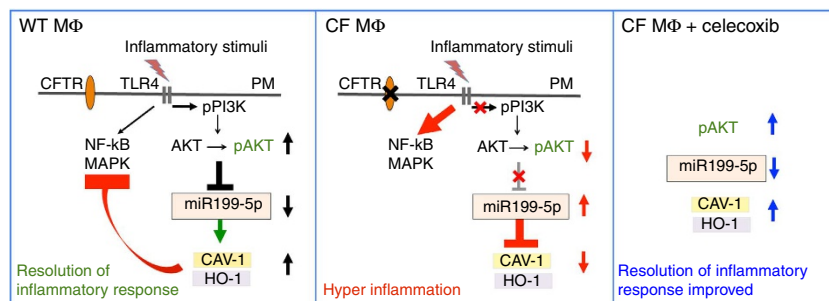 WT MΦ
Inflammatory stimuli
CFTR
TLR4
PM
pPI3K
NF-kB
MAPK
AKT
pAKT
miR199-5p
CAV-1
HO-1
Resolution of
inflammatory response
CF MΦ
Inflammatory stimuli
CFTR
TLR4
PM
pPI3K
NF-kB
MAPK
AKT
pAKT
miR199-5p
CAV-1
HO-1
Hyper inflammation
CF MΦ + celecoxib
pAKT
miR199-5p
CAV-1
HO-1
Resolution of inflammatory
response improved